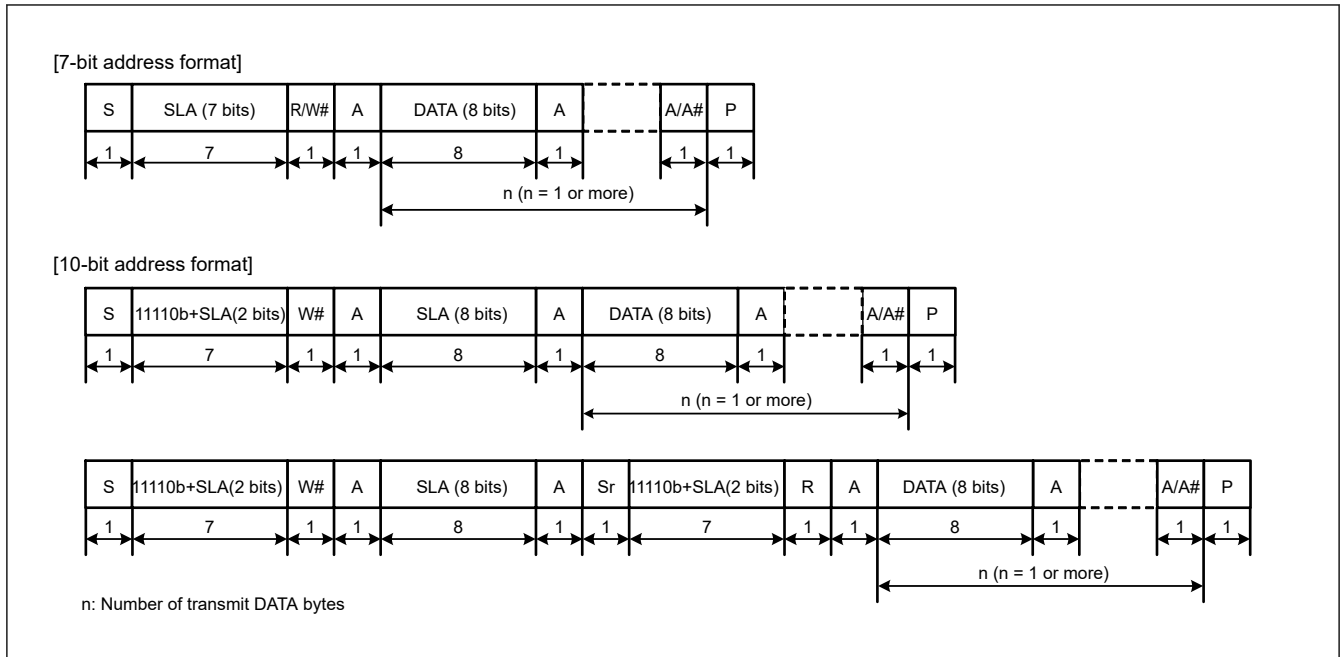 [7-bit address format]
S SLA (7 bits) R/W# A DATA (8 bits) A A/A# P
1 7 1 1 8 1 1 1
n (n = 1 or more)
[10-bit address format]
S 11110b+SLA(2 bits) W# A SLA (8 bits) A DATA (8 bits) A A/A# P
1 7 1 1 8 1 8 1 1 1
n (n = 1 or more)
S 11110b+SLA(2 bits) W# A SLA (8 bits) A Sr 11110b+SLA(2 bits) R A DATA (8 bits) A A/A# P
1 7 1 1 8 1 1 7 1 1 8 1 1 1
n (n = 1 or more)
n: Number of transmit DATA bytes